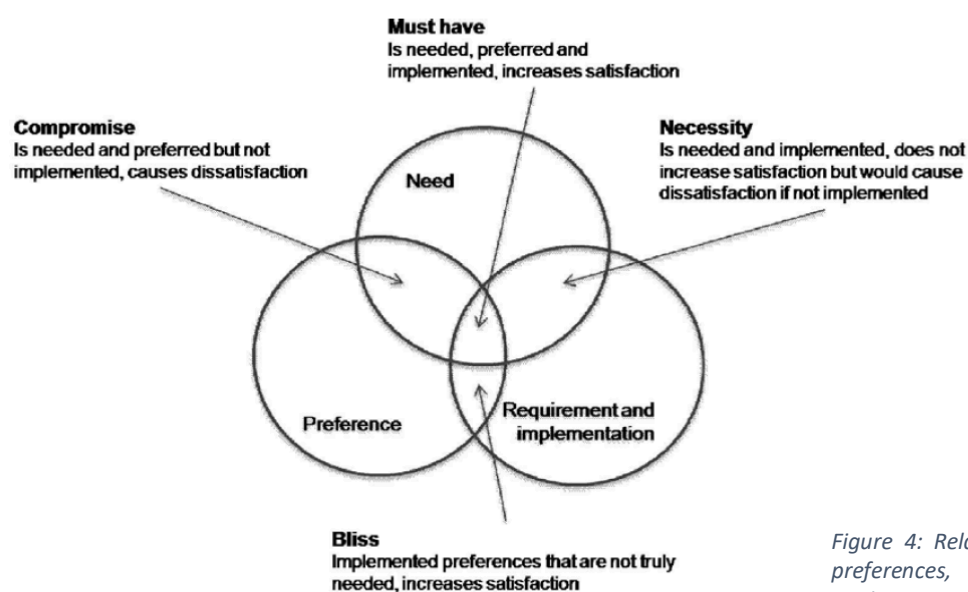 Must have
Is needed, preferred and
implemented, increases satisfaction
Compromise
Is needed and preferred but not
implemented, causes dissatisfaction
Necessity
Is needed and implemented, does not
increase satisfaction but would cause
dissatisfaction if not implemented
Need
Preference
Requirement and
implementation
Bliss
Implemented preferences that are not truly
needed, increases satisfaction
Figure 4:
preferences,